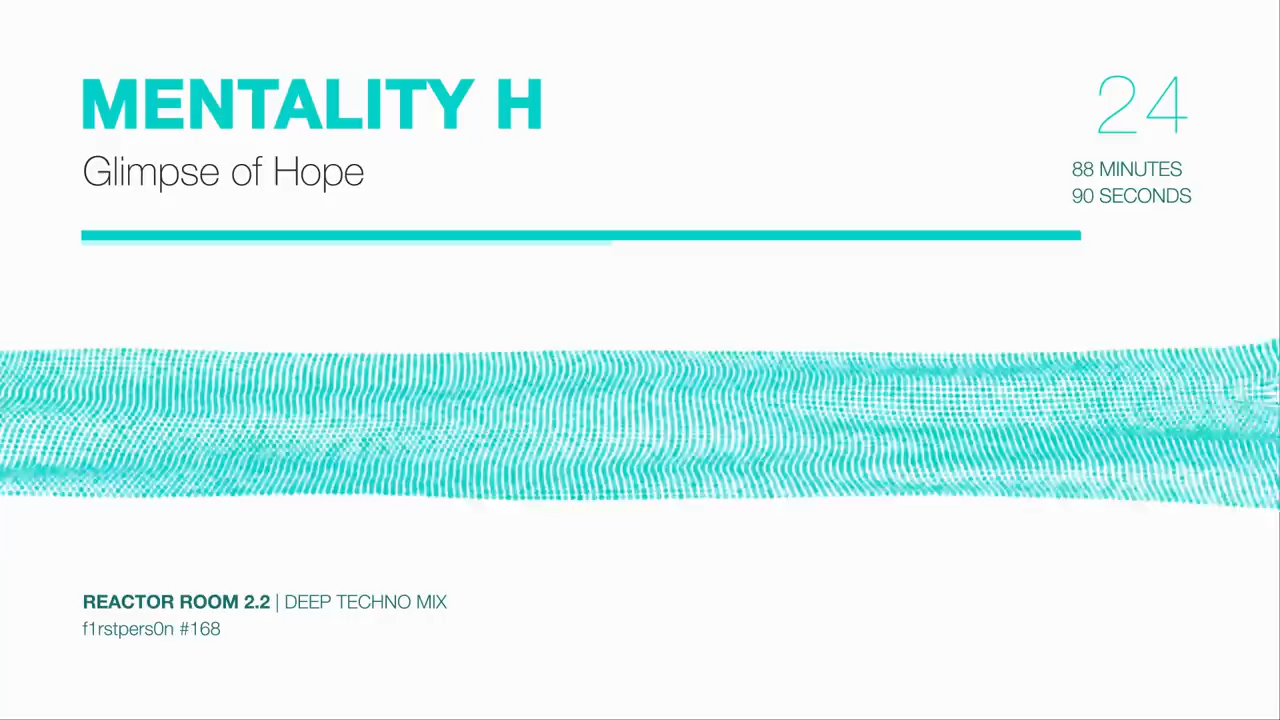 MENTALITY H
Glimpse of Hope
24
88 MINUTES
90 SECONDS
REACTOR ROOM 2.2 | DEEP TECHNO MIX
f1rstpers0n #168